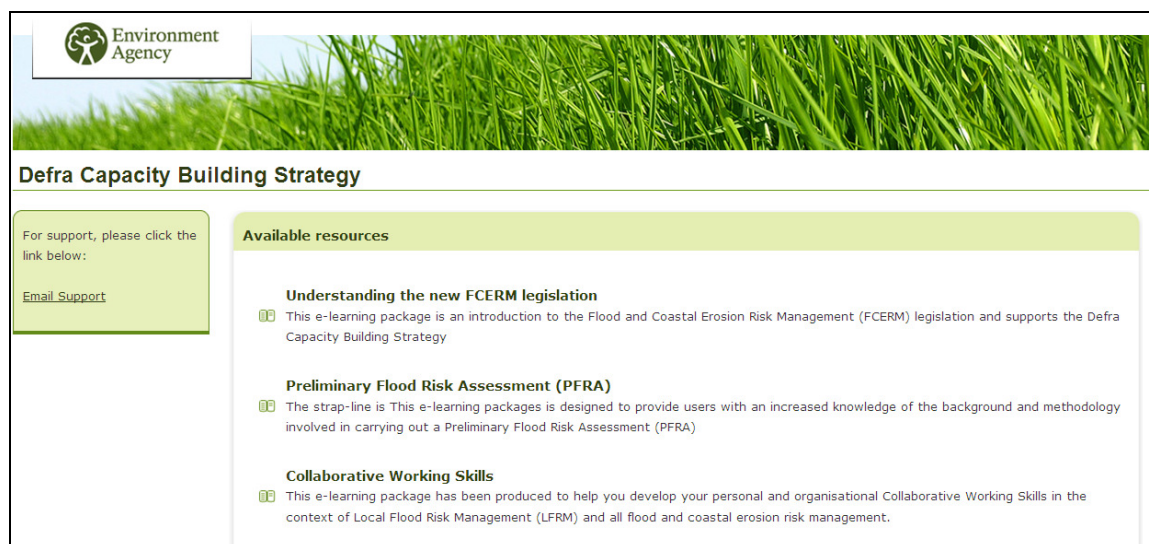 Environment
Agency
Defra Capacity Building Strategy
For support, please click the
link below:
Email Support
Available resources
Understanding the new FCERM legislation
This e-learning package is an introduction to the Flood and Coastal Erosion Risk Management (FCERM) legislation and supports the Defra
Capacity Building Strategy
Preliminary Flood Risk Assessment (PFRA)
The strap-line is This e-learning packages is designed to provide users with an increased knowledge of the background and methodology
involved in carrying out a Preliminary Flood Risk Assessment (PFRA)
Collaborative Working Skills
This e-learning package has been produced to help you develop your personal and organisational Collaborative Working Skills in the
context of Local Flood Risk Management (LFRM) and all flood and coastal erosion risk management.